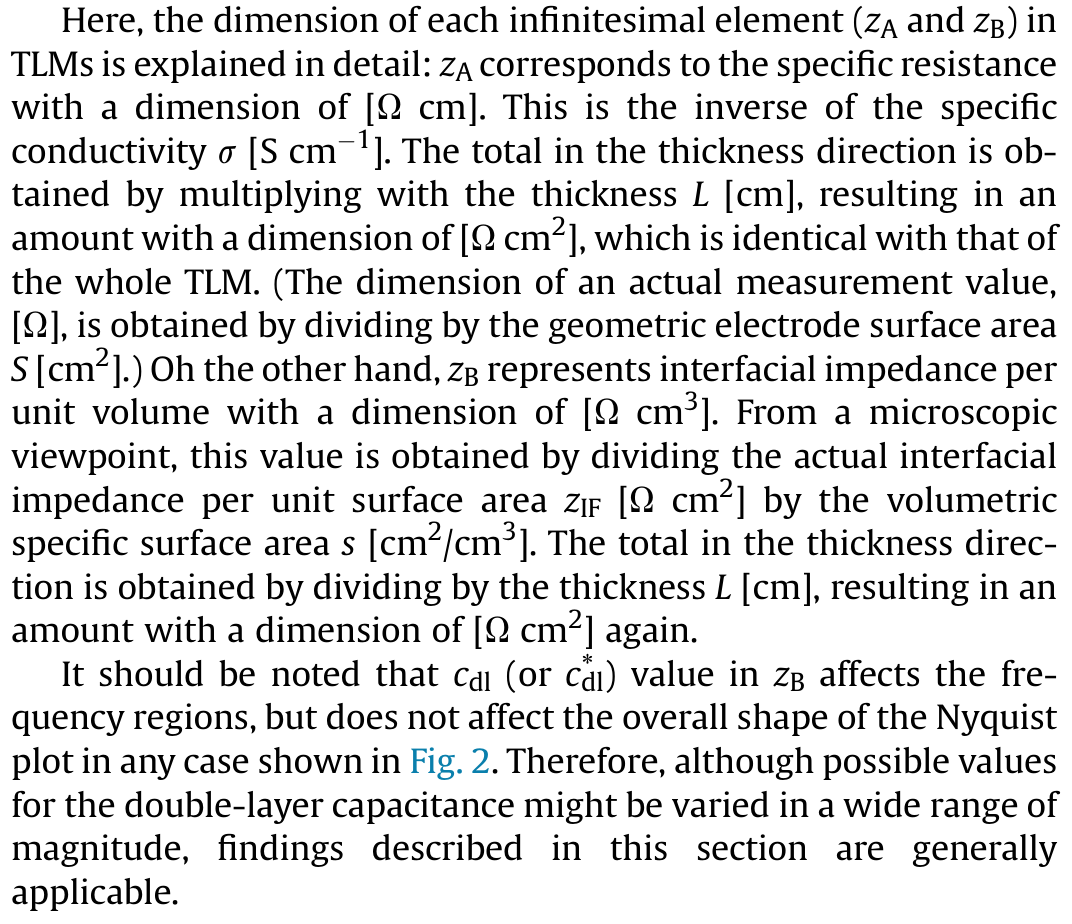 Here, the dimension of each infinitesimal element (zA and zB) in
TLMs is explained in detail: zA corresponds to the specific resistance
with a dimension of [Ω cm]. This is the inverse of the specific
conductivity σ [S cm−1]. The total in the thickness direction is ob-
tained by multiplying with the thickness L [cm], resulting in an
amount with a dimension of [Ω cm2], which is identical with that of
the whole TLM. (The dimension of an actual measurement value,
[Ω], is obtained by dividing by the geometric electrode surface area
S [cm2].) Oh the other hand, zB represents interfacial impedance per
unit volume with a dimension of [Ω cm3]. From a microscopic
viewpoint, this value is obtained by dividing the actual interfacial
impedance per unit surface area zIF [Ω cm2] by the volumetric
specific surface area s [cm2/cm3]. The total in the thickness direc-
tion is obtained by dividing by the thickness L [cm], resulting in an
amount with a dimension of [Ω cm2] again.
It should be noted that cdl (or c*dl) value in zB affects the fre-
quency regions, but does not affect the overall shape of the Nyquist
plot in any case shown in Fig. 2. Therefore, although possible values
for the double-layer capacitance might be varied in a wide range of
magnitude, findings described in this section are generally
applicable.